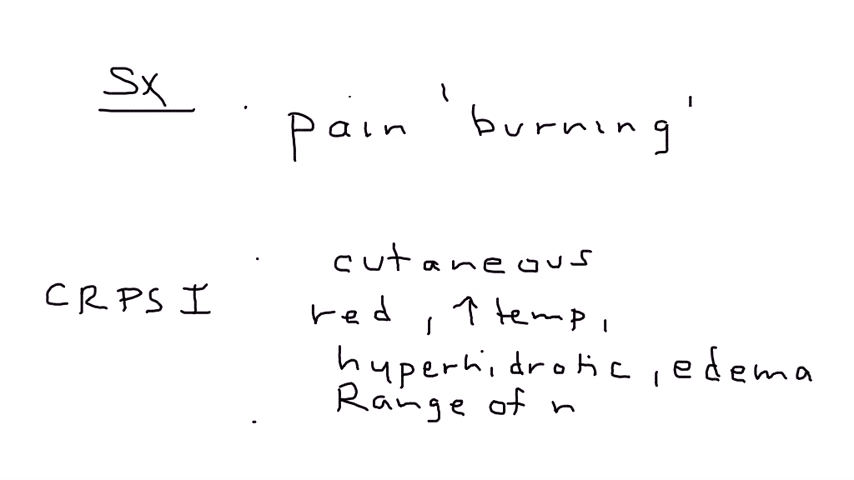 Sx · pain 'burning'
CRPS I · cutaneous
red, ↑ temp,
hyperhidrotic, edema
· Range of n